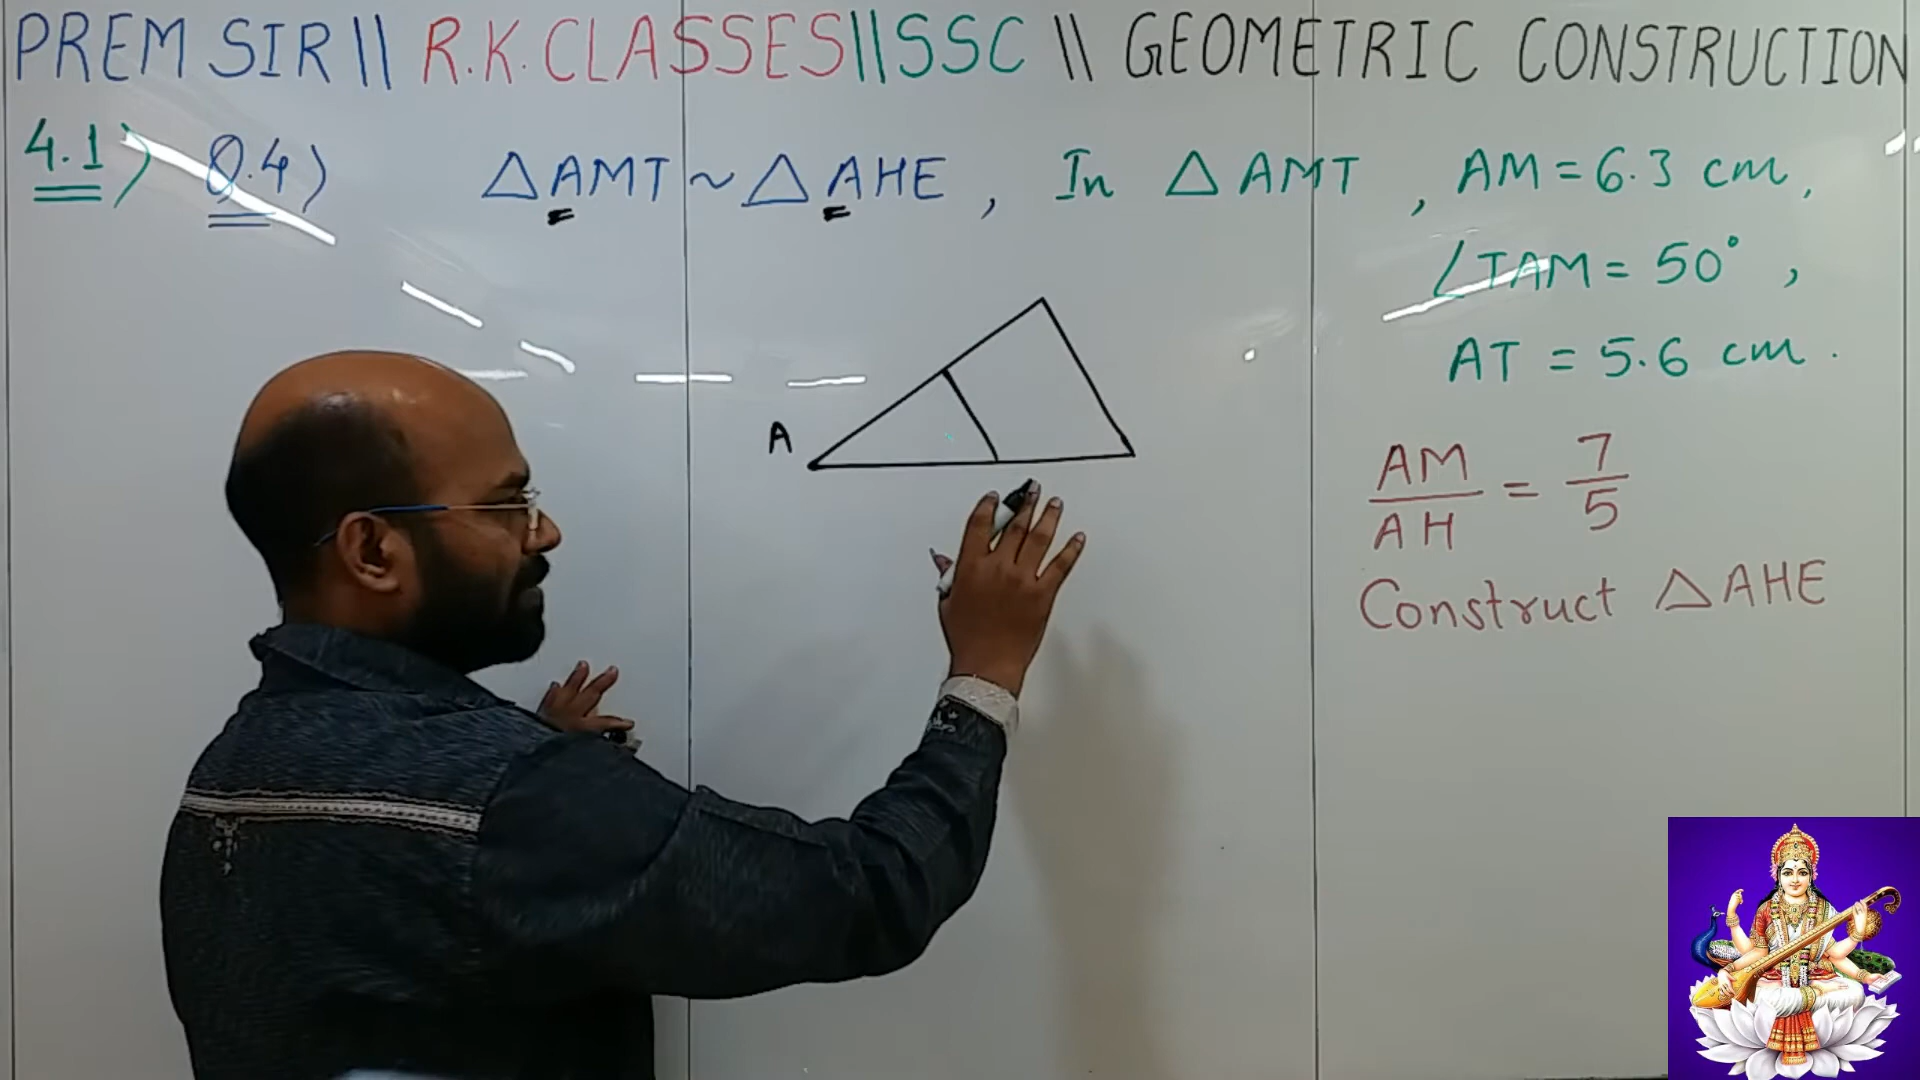 PREM SIR || R.K. CLASSES || SSC || GEOMETRIC CONSTRUCTION
4.1) Q.4) △AMT ~ △AHE , In △AMT , AM = 6.3 cm,
∠TAM = 50° ,
AT = 5.6 cm .
A
AM/AH = 7/5
Construct △AHE